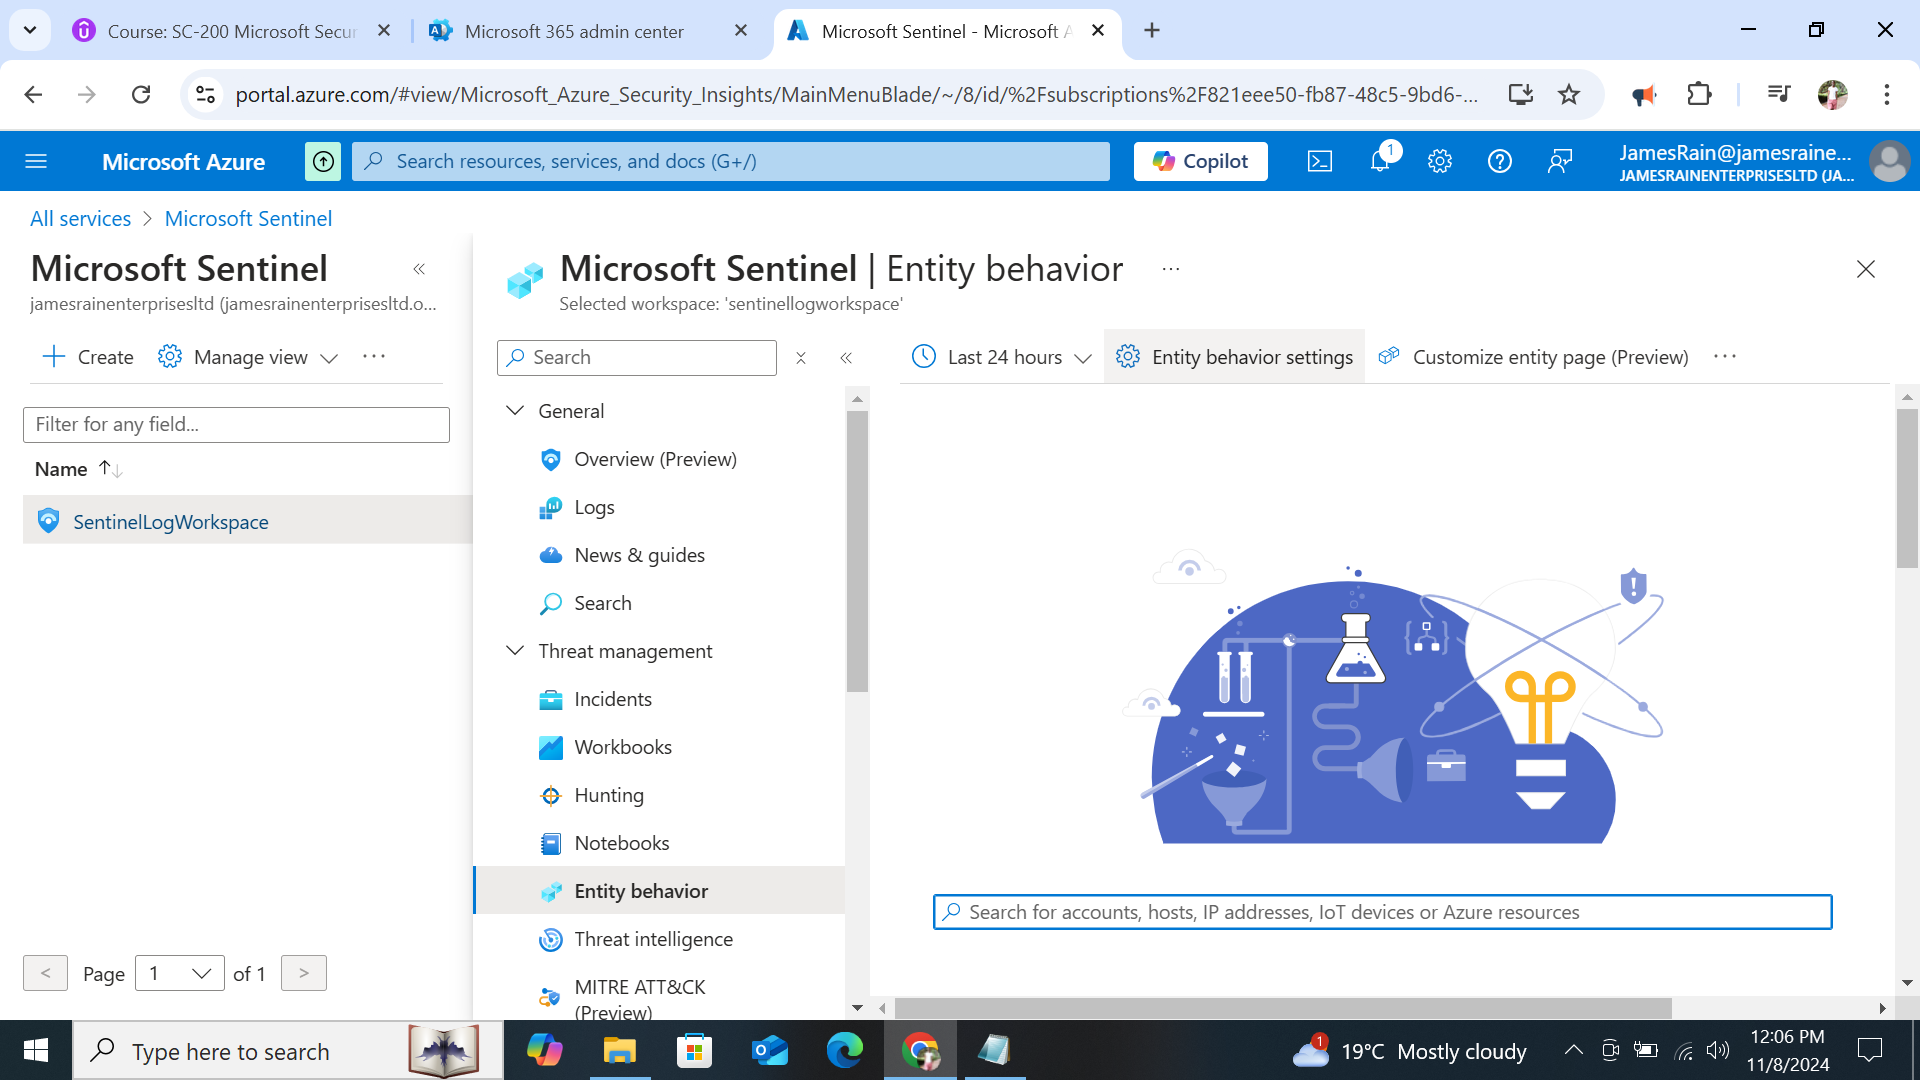 Course: SC-200 Microsoft Secur
Microsoft 365 admin center
Microsoft Sentinel - Microsoft A
portal.azure.com/#view/Microsoft_Azure_Security_Insights/MainMenuBlade/~/8/id/%2Fsubscriptions%2F821eee50-fb87-48c5-9bd6-...
Microsoft Azure
Search resources, services, and docs (G+/)
Copilot
1
JamesRain@jamesraine...
JAMESRAINENTERPRISESLTD (JA...
All services > Microsoft Sentinel
Microsoft Sentinel
jamesrainenterprisesltd (jamesrainenterprisesltd.o...
Create
Manage view
Filter for any field...
Name
SentinelLogWorkspace
< Page 1 of 1 >
Microsoft Sentinel | Entity behavior
Selected workspace: 'sentinellogworkspace'
Search
General
Overview (Preview)
Logs
News & guides
Search
Threat management
Incidents
Workbooks
Hunting
Notebooks
Entity behavior
Threat intelligence
MITRE ATT&CK
(Preview)
Last 24 hours
Entity behavior settings
Customize entity page (Preview)
Search for accounts, hosts, IP addresses, IoT devices or Azure resources
Type here to search
1
19°C Mostly cloudy
12:06 PM
11/8/2024